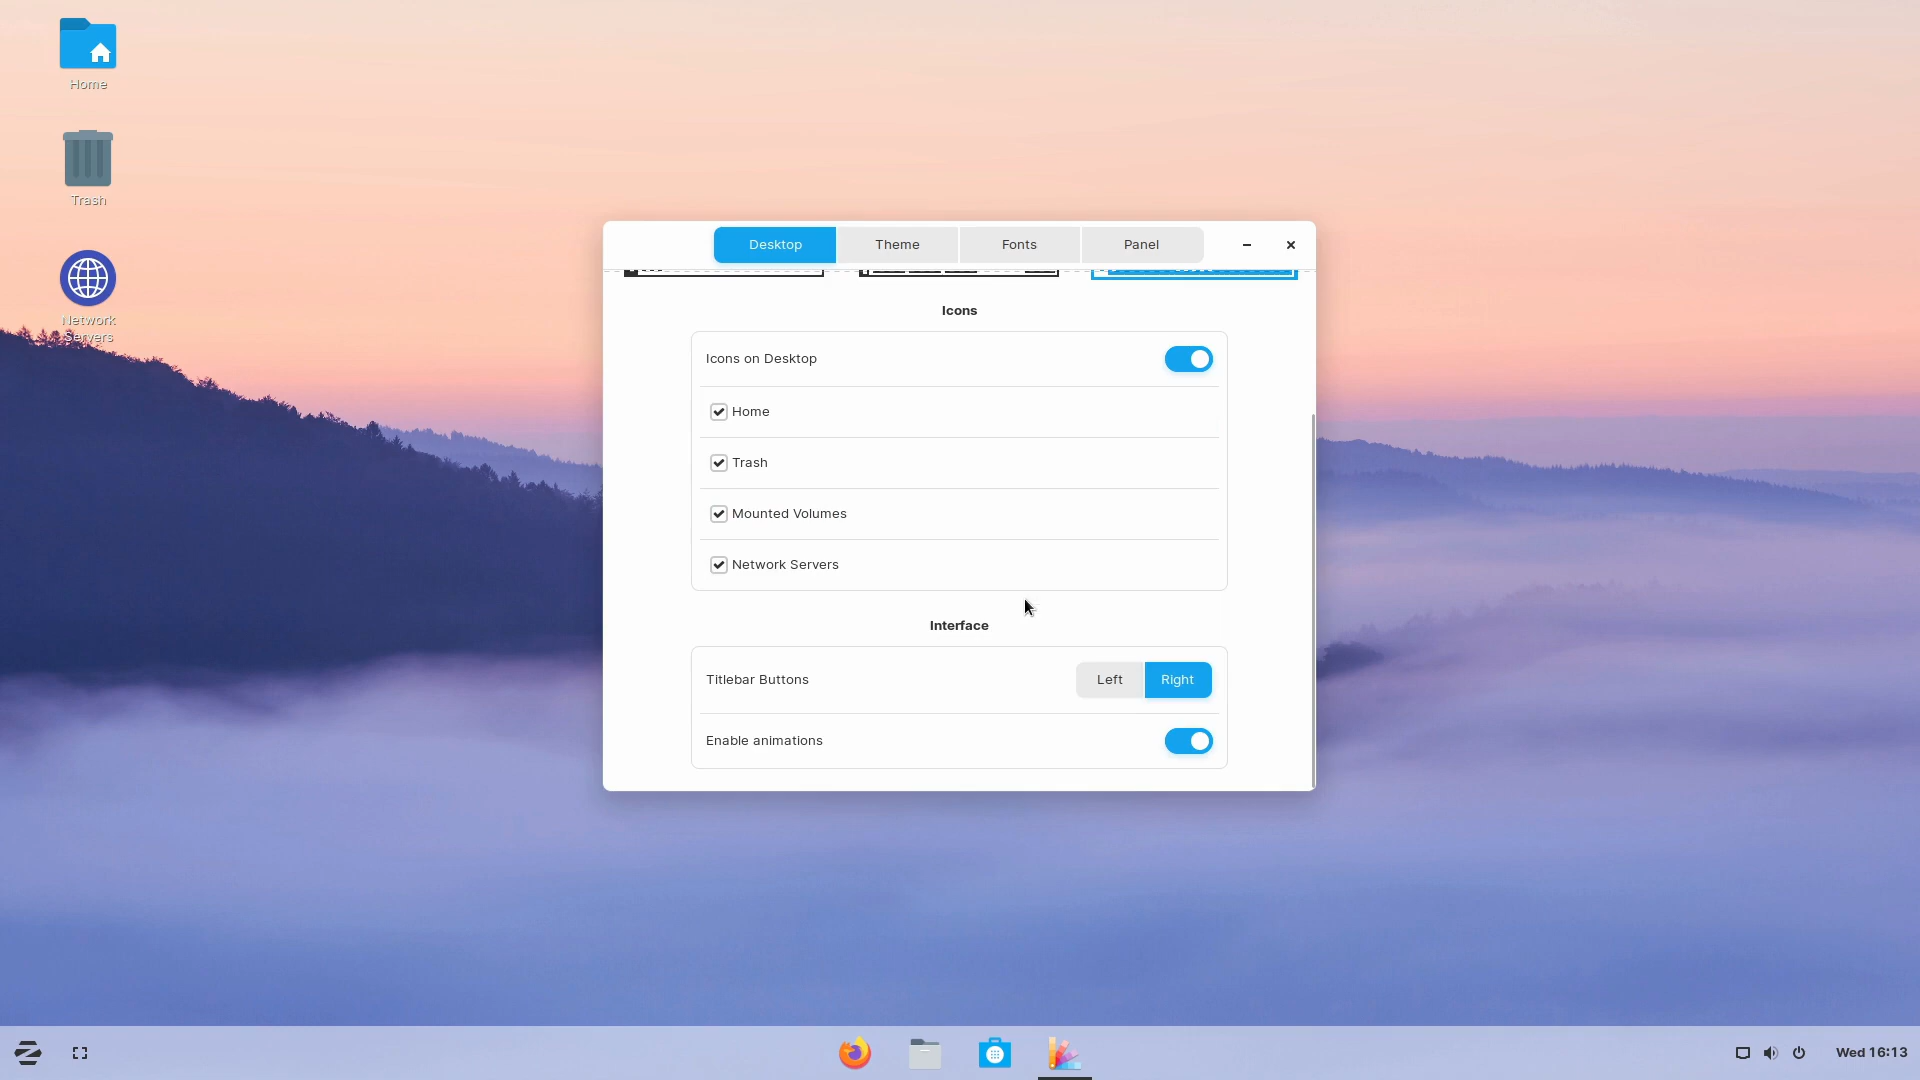 Home
Trash
Network
Servers
Desktop
Theme
Fonts
Panel
Icons
Icons on Desktop
Home
Trash
Mounted Volumes
Network Servers
Interface
Titlebar Buttons
Left
Right
Enable animations
Wed 16:13